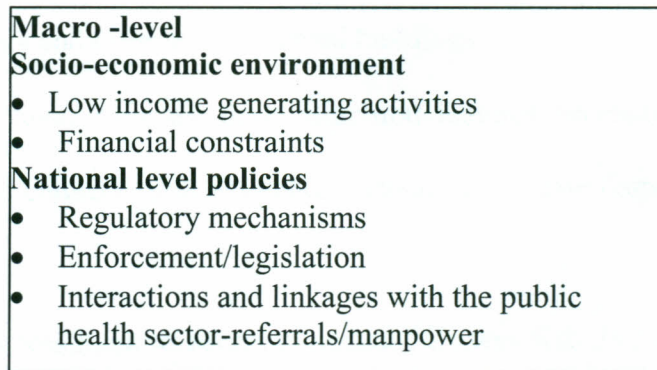 Macro -level
Socio-economic environment
• Low income generating activities
• Financial constraints
National level policies
• Regulatory mechanisms
• Enforcement/legislation
• Interactions and linkages with the public
health sector-referrals/manpower